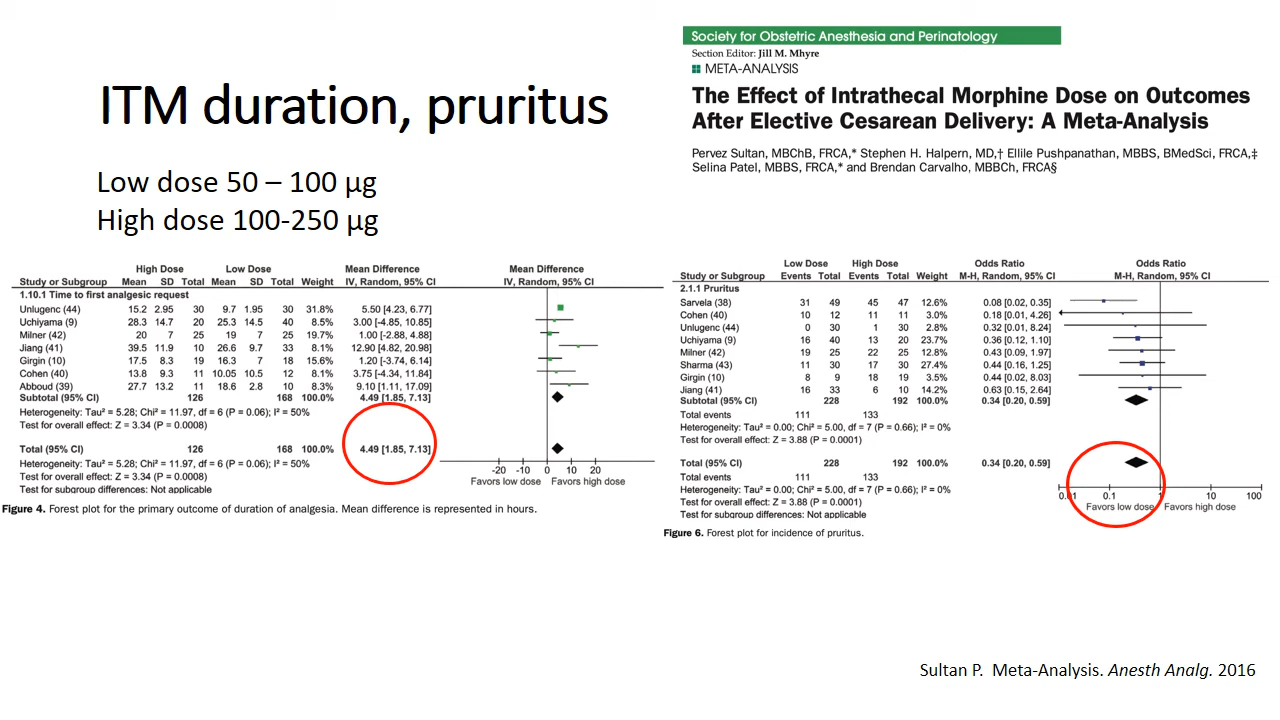 Society for Obstetric Anesthesia and Perinatology
Section Editor: Jill M. Mhyre
META-ANALYSIS
The Effect of Intrathecal Morphine Dose on Outcomes
After Elective Cesarean Delivery: A Meta-Analysis
Pervez Sultan, MBChB, FRCA,* Stephen H. Halpern, MD,† Ellile Pushpanathan, MBBS, BMedSci, FRCA,‡
Selina Patel, MBBS, FRCA,* and Brendan Carvalho, MBBCh, FRCA§
ITM duration, pruritus
Low dose 50 – 100 µg
High dose 100-250 µg
High Dose Low Dose Mean Difference Mean Difference
Study or Subgroup Mean SD Total Mean SD Total Weight IV, Random, 95% CI IV, Random, 95% CI
1.10.1 Time to first analgesic request
Unlugenc (44) 15.2 2.95 30 9.7 1.95 30 31.8% 5.50 [4.23, 6.77]
Uchiyama (9) 28.3 14.7 20 25.3 14.5 40 8.5% 3.00 [-4.85, 10.85]
Milner (42) 20 7 25 19 7 25 19.7% 1.00 [-2.88, 4.88]
Jiang (41) 39.5 11.9 10 26.6 9.7 33 8.1% 12.90 [4.82, 20.98]
Girgin (10) 17.5 8.3 19 16.3 7 18 15.6% 1.20 [-3.74, 6.14]
Cohen (40) 13.8 9.3 11 10.05 10.5 12 8.1% 3.75 [-4.34, 11.84]
Abboud (39) 27.7 13.2 11 18.6 2.8 10 8.3% 9.10 [1.11, 17.09]
Subtotal (95% CI) 126 168 100.0% 4.49 [1.85, 7.13]
Heterogeneity: Tau² = 5.28; Chi² = 11.97, df = 6 (P = 0.06); I² = 50%
Test for overall effect: Z = 3.34 (P = 0.0008)
Total (95% CI) 126 168 100.0% 4.49 [1.85, 7.13]
Heterogeneity: Tau² = 5.28; Chi² = 11.97, df = 6 (P = 0.06); I² = 50%
Test for overall effect: Z = 3.34 (P = 0.0008)
Test for subgroup differences: Not applicable
-20 -10 0 10 20
Favors low dose Favors high dose
Figure 4. Forest plot for the primary outcome of duration of analgesia. Mean difference is represented in hours.
Low Dose High Dose Odds Ratio Odds Ratio
Study or Subgroup Events Total Events Total Weight M-H, Random, 95% CI M-H, Random, 95% CI
2.1.1 Pruritus
Sarvela (38) 31 49 45 47 12.6% 0.08 [0.02, 0.35]
Cohen (40) 10 12 11 11 3.0% 0.18 [0.01, 4.26]
Unlugenc (44) 0 30 1 30 2.8% 0.32 [0.01, 8.24]
Uchiyama (9) 16 40 13 20 23.7% 0.36 [0.12, 1.10]
Milner (42) 19 25 22 25 12.8% 0.43 [0.09, 1.97]
Sharma (43) 11 30 17 30 27.4% 0.44 [0.16, 1.25]
Girgin (10) 8 9 18 19 3.5% 0.44 [0.02, 8.03]
Jiang (41) 16 33 6 10 14.2% 0.63 [0.15, 2.64]
Subtotal (95% CI) 228 192 100.0% 0.34 [0.20, 0.59]
Total events 111 133
Heterogeneity: Tau² = 0.00; Chi² = 5.00, df = 7 (P = 0.66); I² = 0%
Test for overall effect: Z = 3.88 (P = 0.0001)
Total (95% CI) 228 192 100.0% 0.34 [0.20, 0.59]
Total events 111 133
Heterogeneity: Tau² = 0.00; Chi² = 5.00, df = 7 (P = 0.66); I² = 0%
Test for overall effect: Z = 3.88 (P = 0.0001)
Test for subgroup differences: Not applicable
0.01 0.1 1 10 100
Favors low dose Favors high dose
Figure 6. Forest plot for incidence of pruritus.
Sultan P. Meta-Analysis. Anesth Analg. 2016